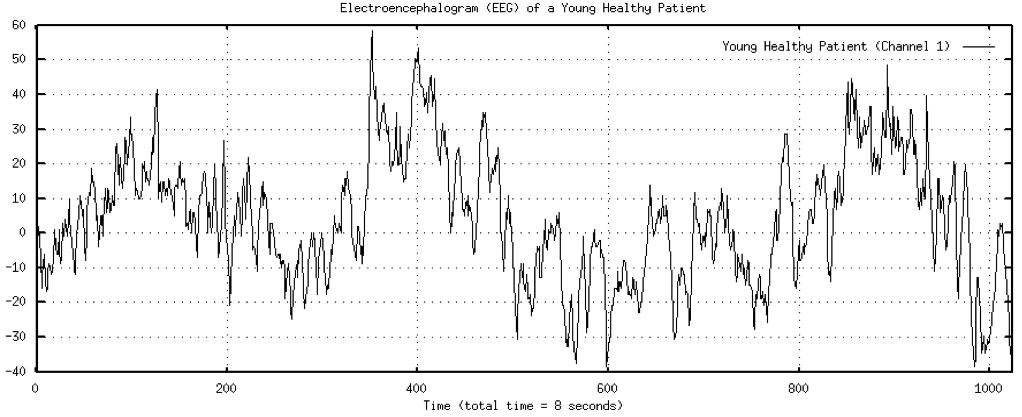 Electroencephalogram (EEG) of a Young Healthy Patient
Young Healthy Patient (Channel 1)
60
50
40
30
20
10
0
-10
-20
-30
-40
0 200 400 600 800 1000
Time (total time = 8 seconds)